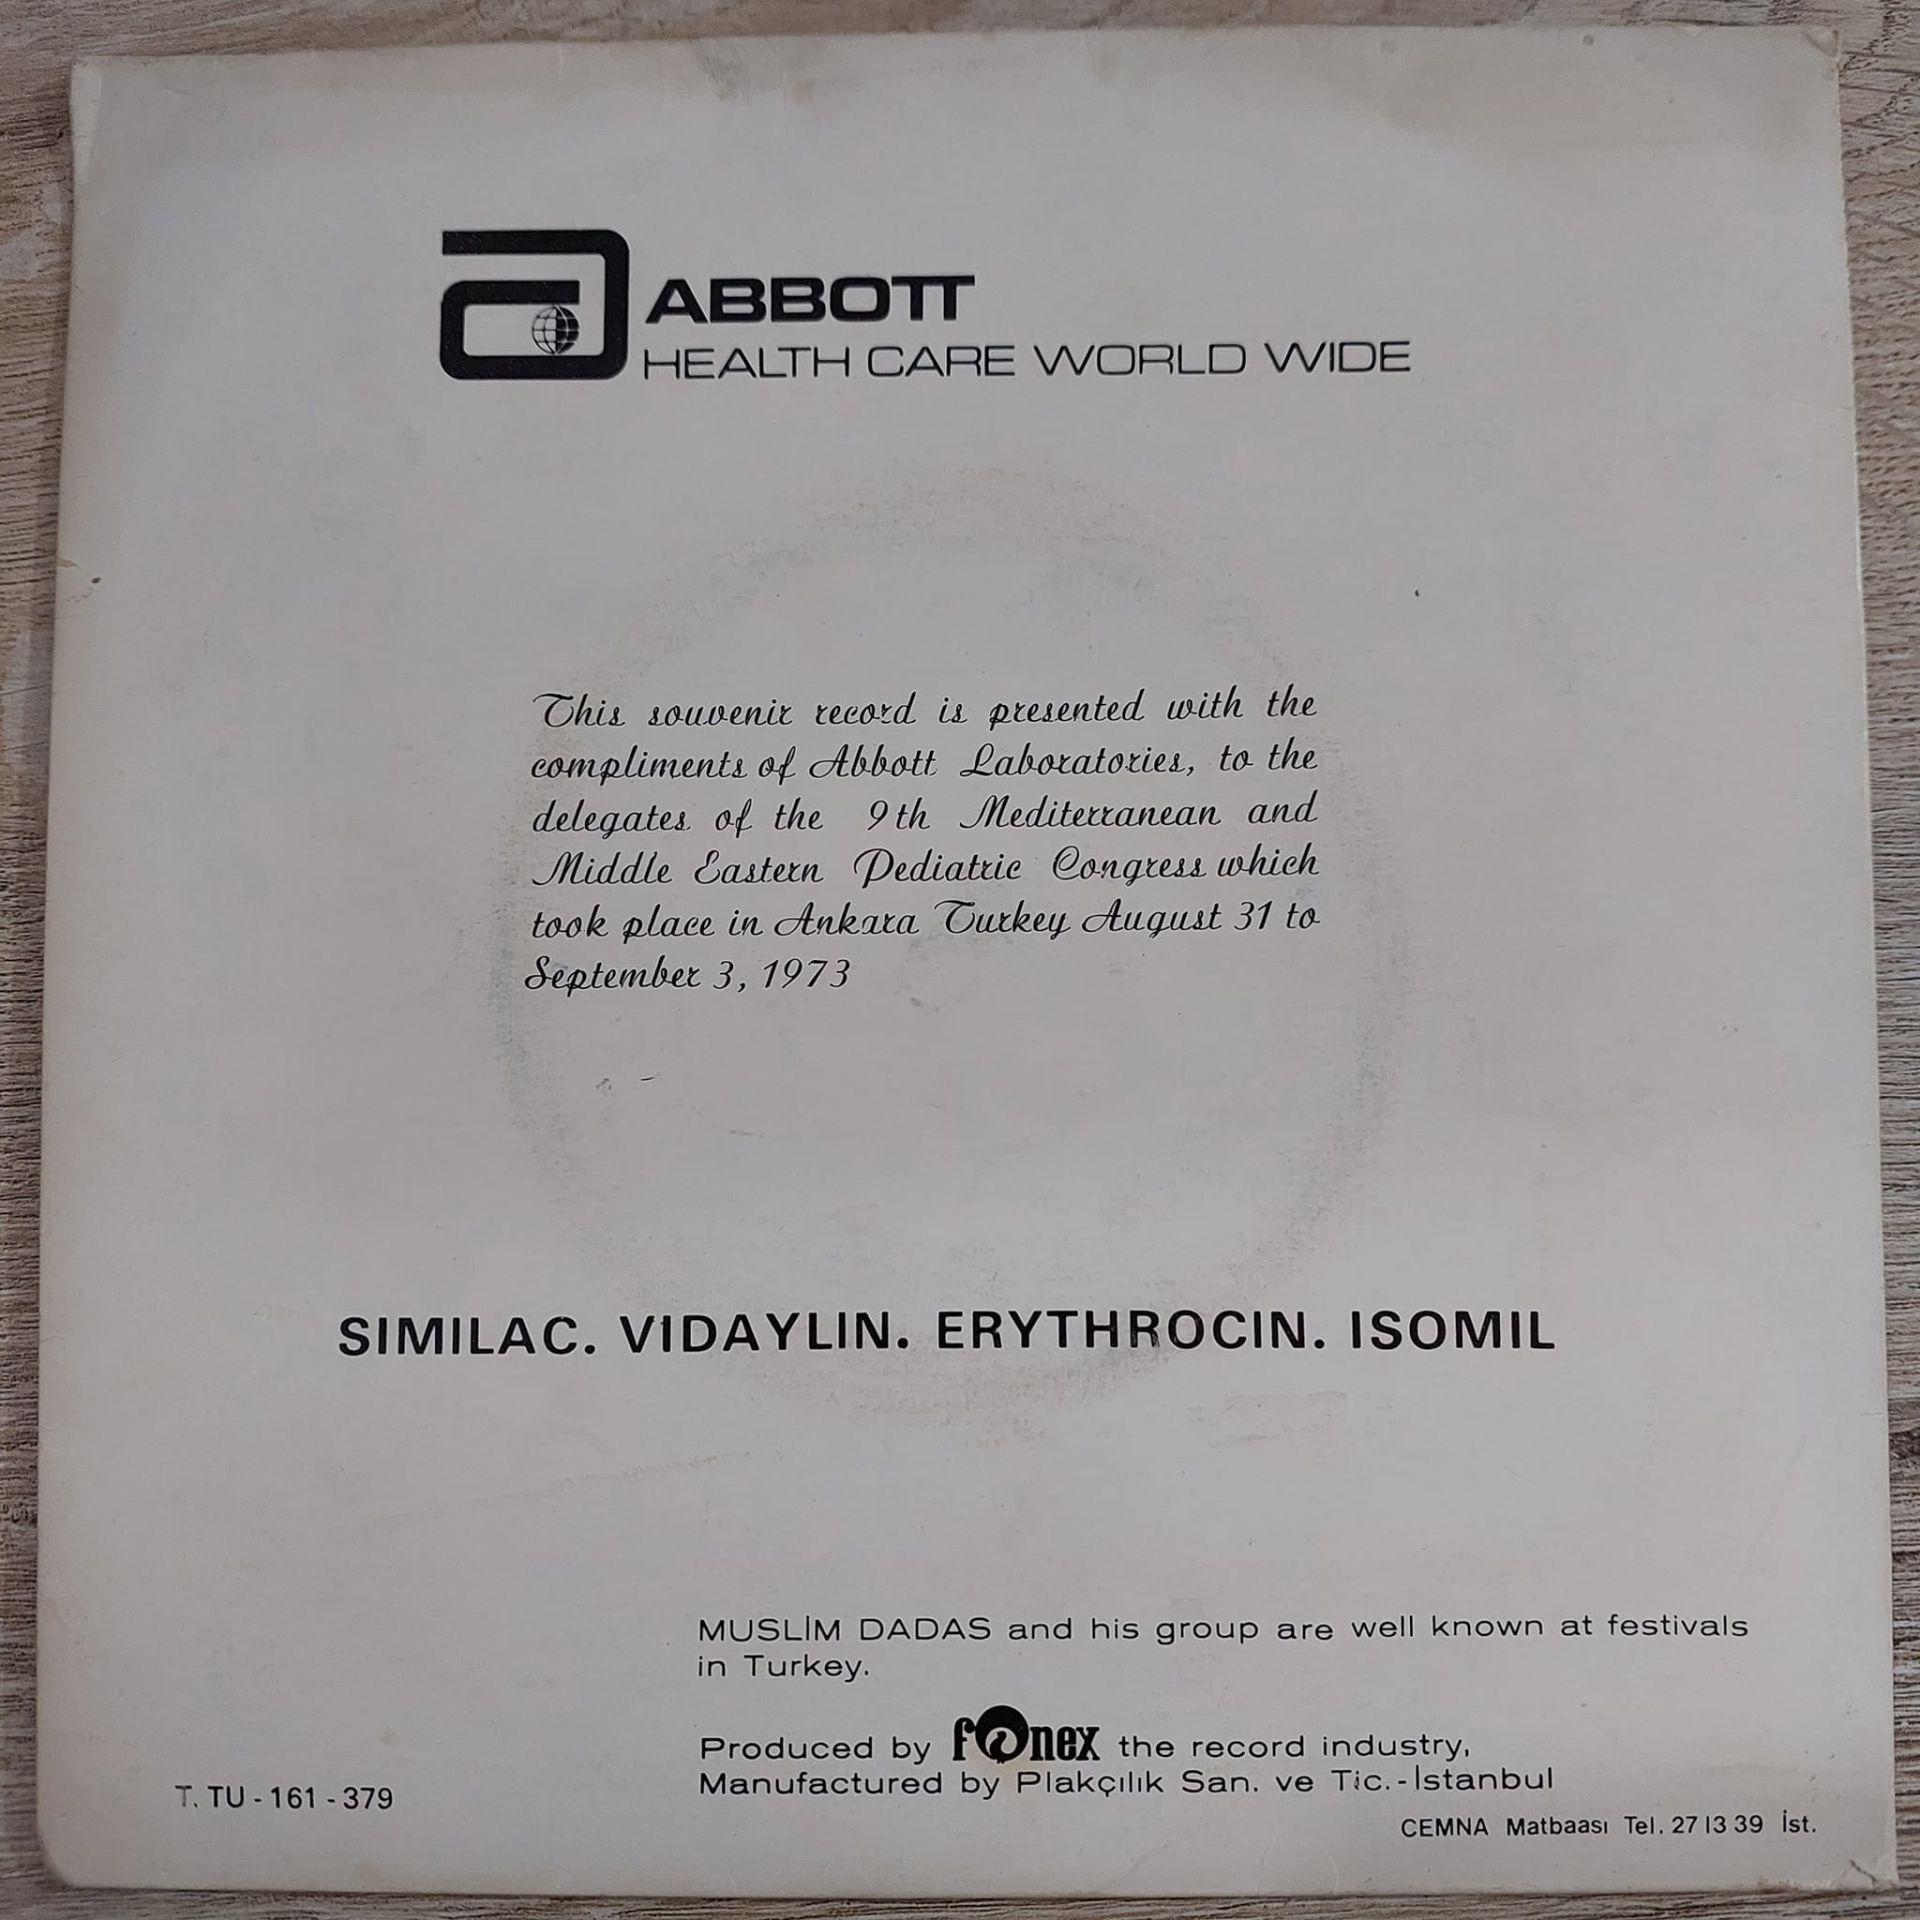 ABBOTT
HEALTH CARE WORLD WIDE
This souvenir record is presented with the
compliments of Abbott Laboratories, to the
delegates of the 9th Mediterranean and
Middle Eastern Pediatric Congress which
took place in Ankara Turkey August 31 to
September 3, 1973
SIMILAC. VIDAYLIN. ERYTHROCIN. ISOMIL
MUSLİM DADAS and his group are well known at festivals
in Turkey.
Produced by fonex the record industry,
Manufactured by Plakçılık San. ve Tic.-İstanbul
T. TU - 161 - 379
CEMNA Matbaası Tel. 27 13 39 İst.